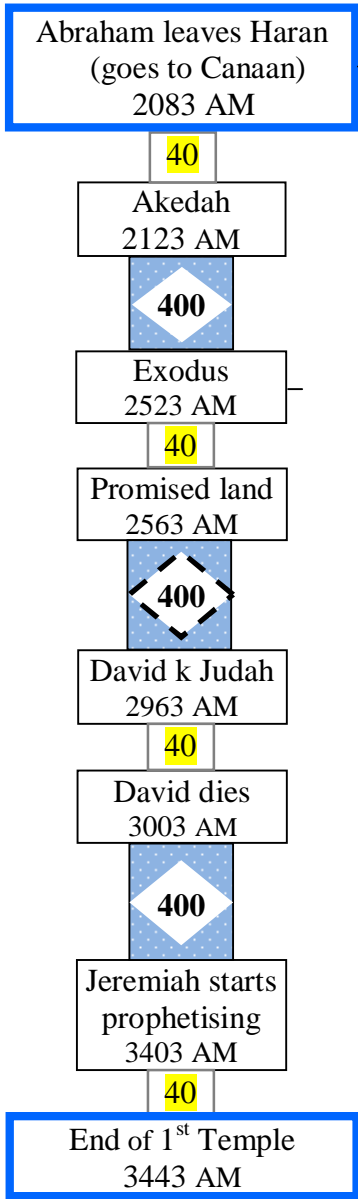 Abraham leaves Haran
(goes to Canaan)
2083 AM
40
Akedah
2123 AM
400
Exodus
2523 AM
40
Promised land
2563 AM
400
David k Judah
2963 AM
40
David dies
3003 AM
400
Jeremiah starts
prophetising
3403 AM
40
End of 1st Temple
3443 AM